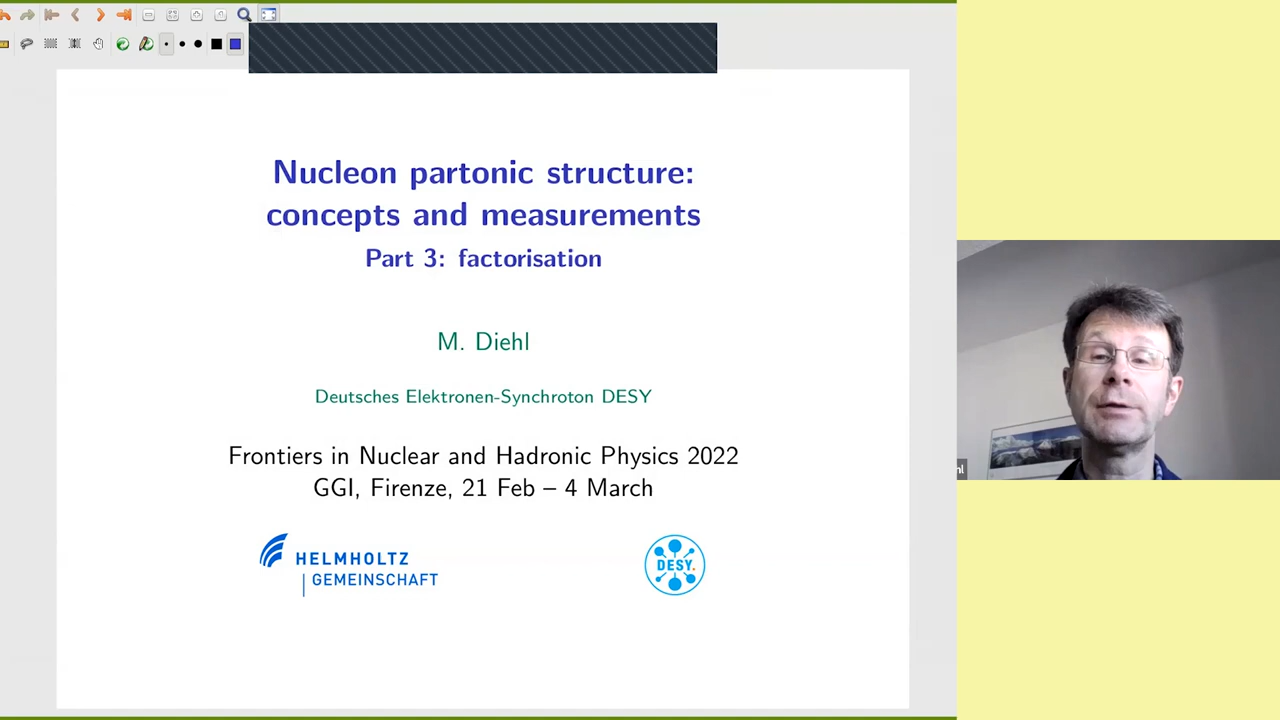 Nucleon partonic structure:
concepts and measurements
Part 3: factorisation
M. Diehl
Deutsches Elektronen-Synchroton DESY
Frontiers in Nuclear and Hadronic Physics 2022
GGI, Firenze, 21 Feb – 4 March
HELMHOLTZ
GEMEINSCHAFT
DESY.